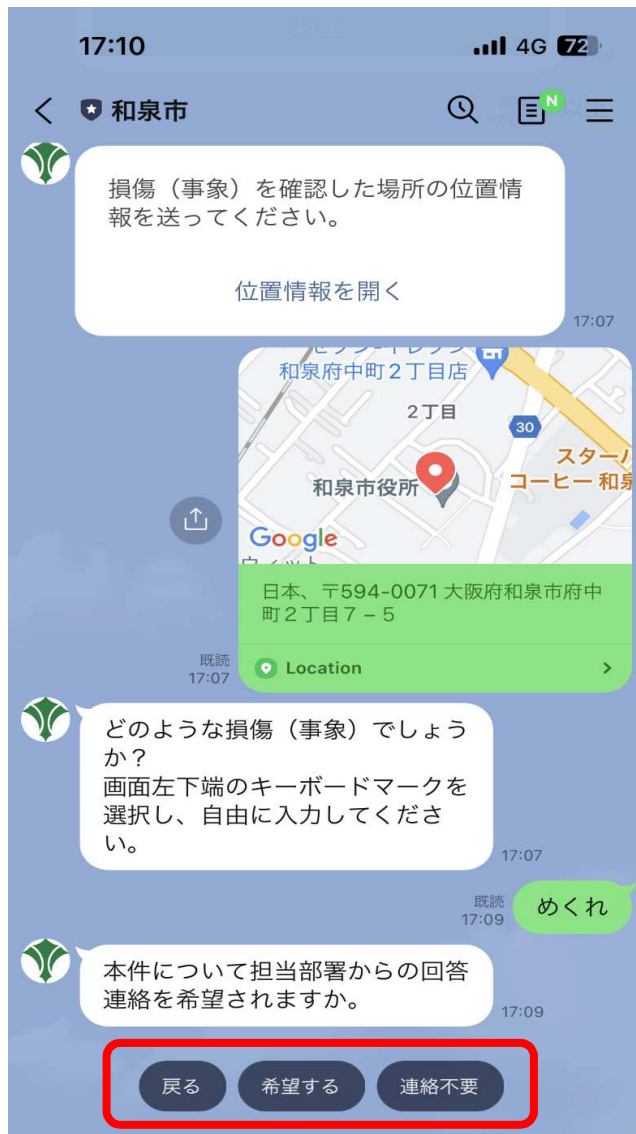 17:10
4G 72
和泉市
N
損傷（事象）を確認した場所の位置情
報を送ってください。
位置情報を開く
17:07
和泉府中町2丁目店
2丁目
30
和泉市役所
コーヒー 和泉
Google
日本、〒594-0071 大阪府和泉市府中
町2丁目7−5
既読
17:07
Location
どのような損傷（事象）でしょう
か？
画面左下端のキーボードマークを
選択し、自由に入力してくださ
い。
17:07
既読
17:09
めくれ
本件について担当部署からの回答
連絡を希望されますか。
17:09
戻る
希望する
連絡不要